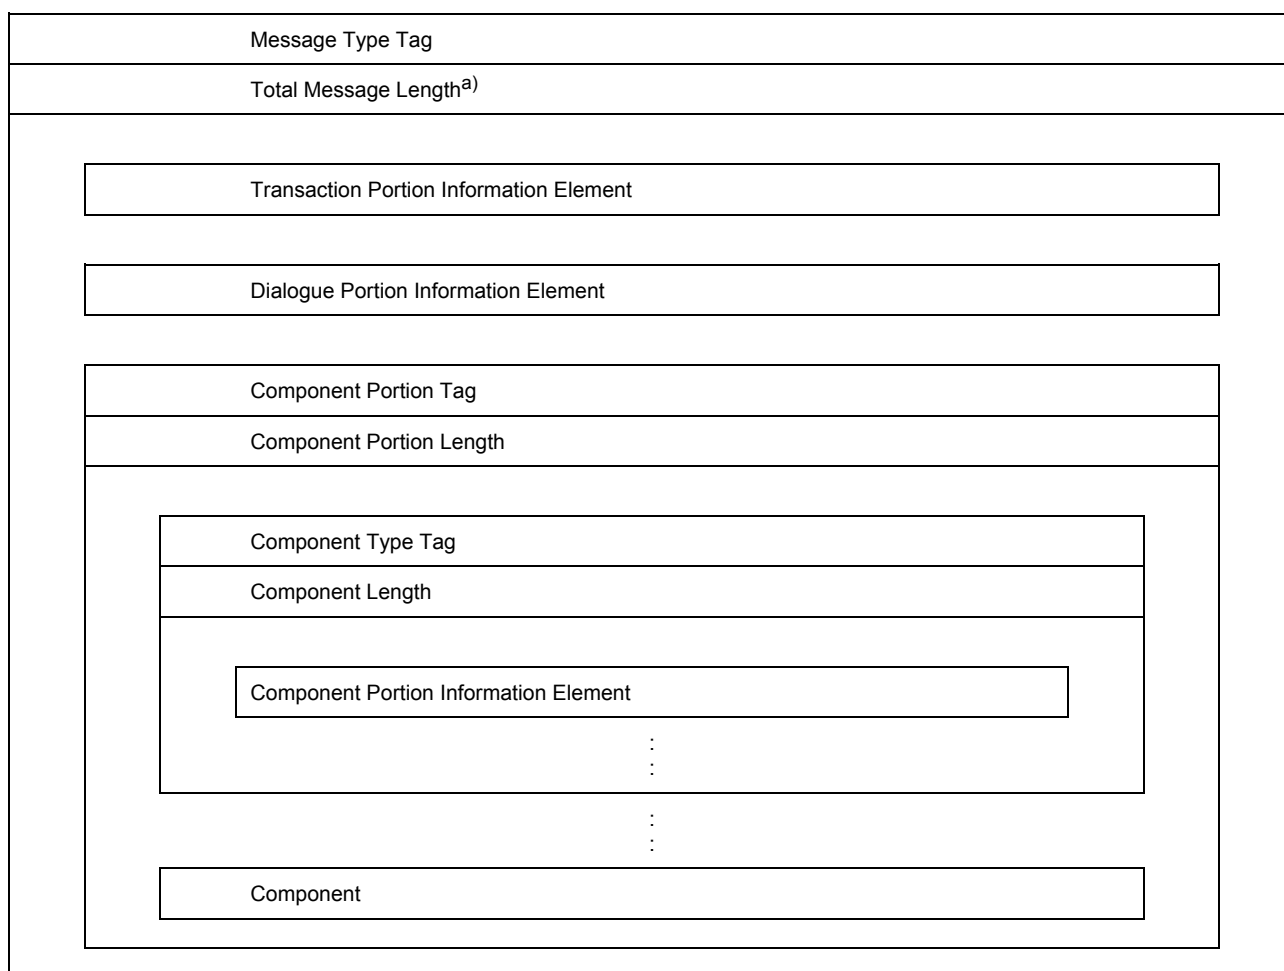 Message Type Tag
Total Message Lengtha)
Transaction Portion Information Element
Dialogue Portion Information Element
Component Portion Tag
Component Portion Length
Component Type Tag
Component Length
Component Portion Information Element
:
:
:
:
Component